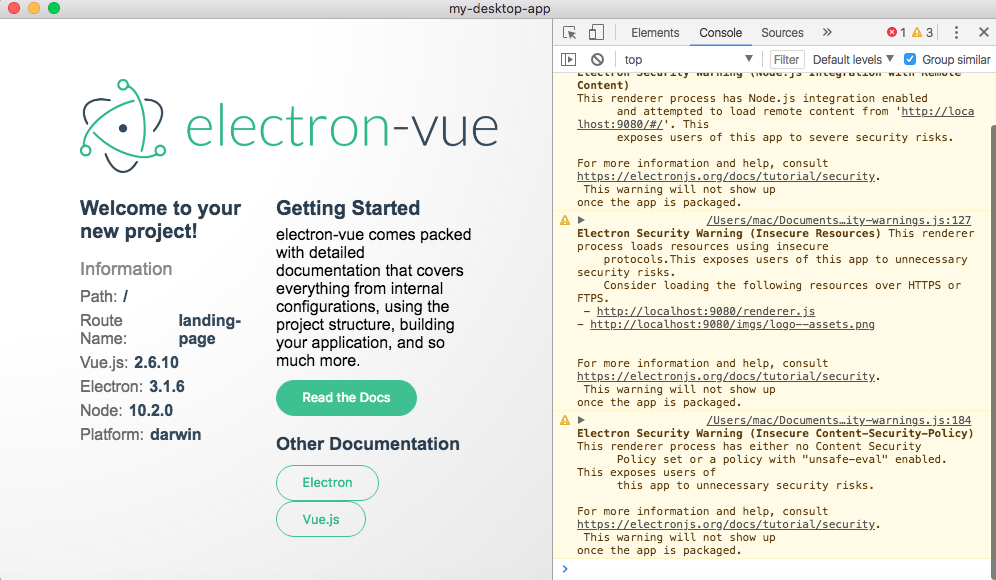 my-desktop-app
electron-vue
Welcome to your
new project!
Information
Path: /
Route Name: landing-page
Vue.js: 2.6.10
Electron: 3.1.6
Node: 10.2.0
Platform: darwin
Getting Started
electron-vue comes packed
with detailed
documentation that covers
everything from internal
configurations, using the
project structure, building
your application, and so
much more.
Read the Docs
Other Documentation
Electron
Vue.js
Elements Console Sources » 1 3
top Filter Default levels Group similar
Electron Security Warning (Node.js Integration with Remote
Content)
This renderer process has Node.js integration enabled
and attempted to load remote content from 'http://loca
lhost:9080/#/'. This
exposes users of this app to severe security risks.
For more information and help, consult
https://electronjs.org/docs/tutorial/security.
This warning will not show up
once the app is packaged.
/Users/mac/Documents…ity-warnings.js:127
Electron Security Warning (Insecure Resources) This renderer
process loads resources using insecure
protocols.This exposes users of this app to unnecessary
security risks.
Consider loading the following resources over HTTPS or
FTPS.
- http://localhost:9080/renderer.js
- http://localhost:9080/imgs/logo--assets.png
For more information and help, consult
https://electronjs.org/docs/tutorial/security.
This warning will not show up
once the app is packaged.
/Users/mac/Documents…ity-warnings.js:184
Electron Security Warning (Insecure Content-Security-Policy)
This renderer process has either no Content Security
Policy set or a policy with "unsafe-eval" enabled.
This exposes users of
this app to unnecessary security risks.
For more information and help, consult
https://electronjs.org/docs/tutorial/security.
This warning will not show up
once the app is packaged.